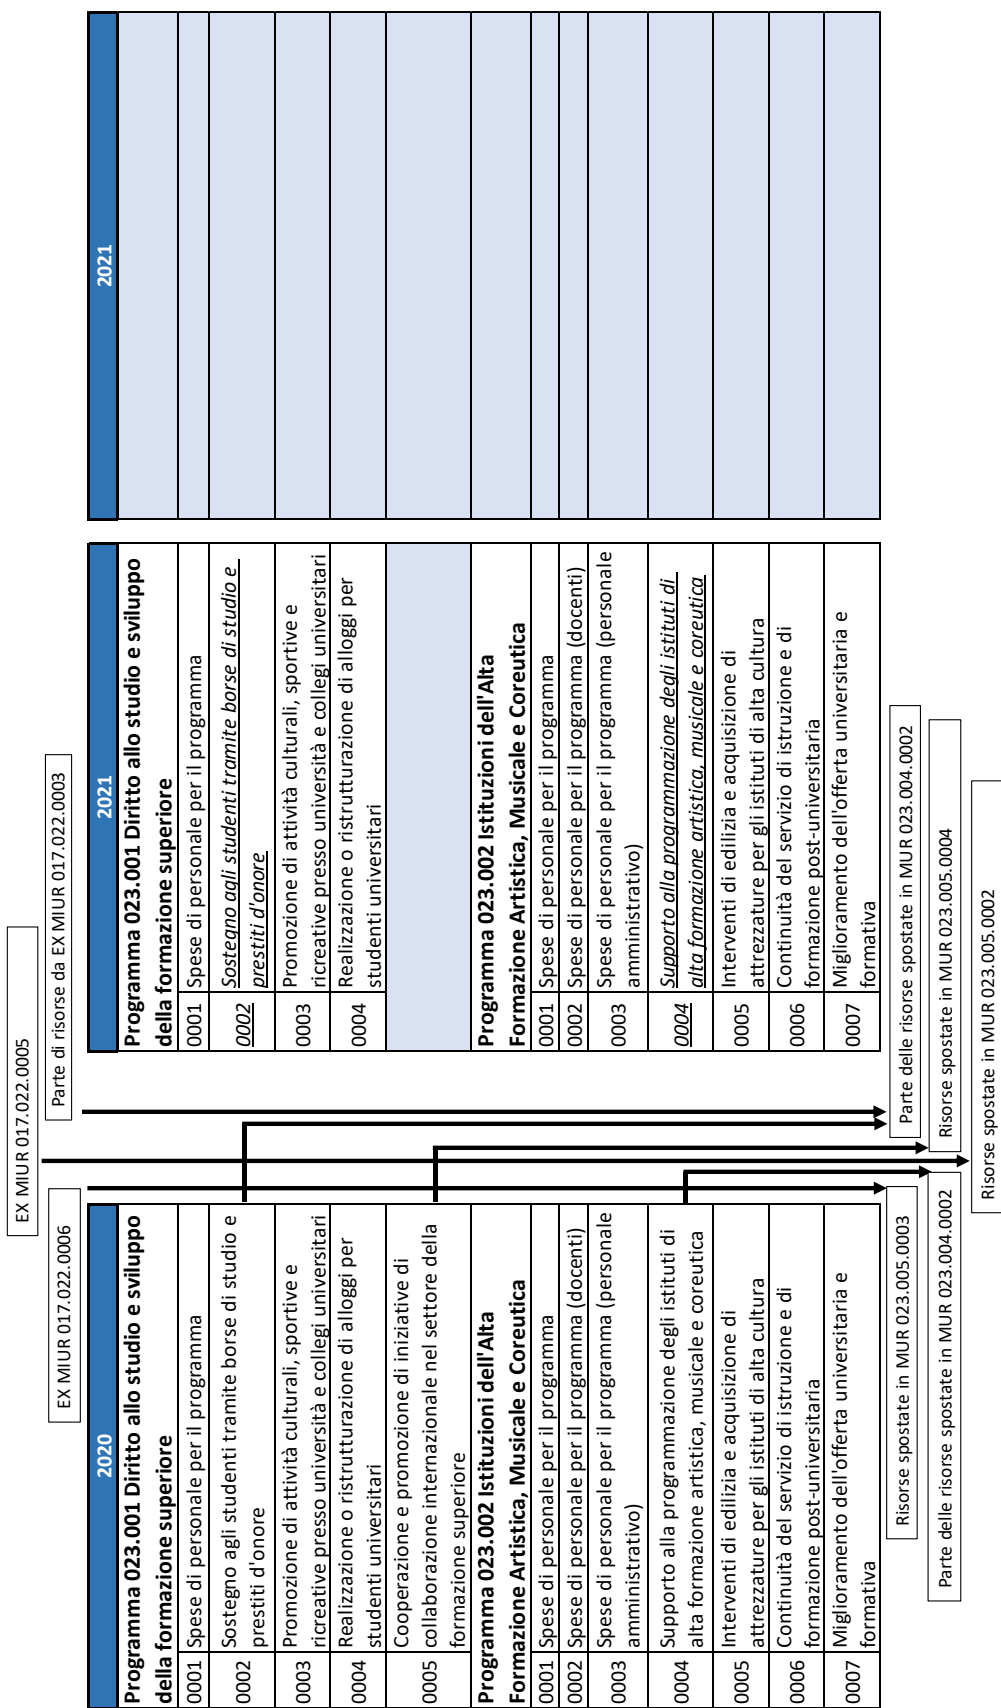 EX MIUR 017.022.0005
EX MIUR 017.022.0006
Parte di risorse da EX MIUR 017.022.0003
2020
Programma 023.001 Diritto allo studio e sviluppo
della formazione superiore
0001 Spese di personale per il programma
0002 Sostegno agli studenti tramite borse di studio e
prestiti d'onore
0003 Promozione di attività culturali, sportive e
ricreative presso università e collegi universitari
0004 Realizzazione o ristrutturazione di alloggi per
studenti universitari
0005 Cooperazione e promozione di iniziative di
collaborazione internazionale nel settore della
formazione superiore
Programma 023.002 Istituzioni dell'Alta
Formazione Artistica, Musicale e Coreutica
0001 Spese di personale per il programma
0002 Spese di personale per il programma (docenti)
0003 Spese di personale per il programma (personale
amministrativo)
0004 Supporto alla programmazione degli istituti di
alta formazione artistica, musicale e coreutica
0005 Interventi di edilizia e acquisizione di
attrezzature per gli istituti di alta cultura
0006 Continuità del servizio di istruzione e di
formazione post-universitaria
0007 Miglioramento dell'offerta universitaria e
formativa
2021
Programma 023.001 Diritto allo studio e sviluppo
della formazione superiore
0001 Spese di personale per il programma
0002 Sostegno agli studenti tramite borse di studio e
prestiti d'onore
0003 Promozione di attività culturali, sportive e
ricreative presso università e collegi universitari
0004 Realizzazione o ristrutturazione di alloggi per
studenti universitari
Programma 023.002 Istituzioni dell'Alta
Formazione Artistica, Musicale e Coreutica
0001 Spese di personale per il programma
0002 Spese di personale per il programma (docenti)
0003 Spese di personale per il programma (personale
amministrativo)
0004 Supporto alla programmazione degli istituti di
alta formazione artistica, musicale e coreutica
0005 Interventi di edilizia e acquisizione di
attrezzature per gli istituti di alta cultura
0006 Continuità del servizio di istruzione e di
formazione post-universitaria
0007 Miglioramento dell'offerta universitaria e
formativa
2021
Risorse spostate in MUR 023.005.0003
Parte delle risorse spostate in MUR 023.004.0002
Parte delle risorse spostate in MUR 023.004.0002
Risorse spostate in MUR 023.005.0004
Risorse spostate in MUR 023.005.0002